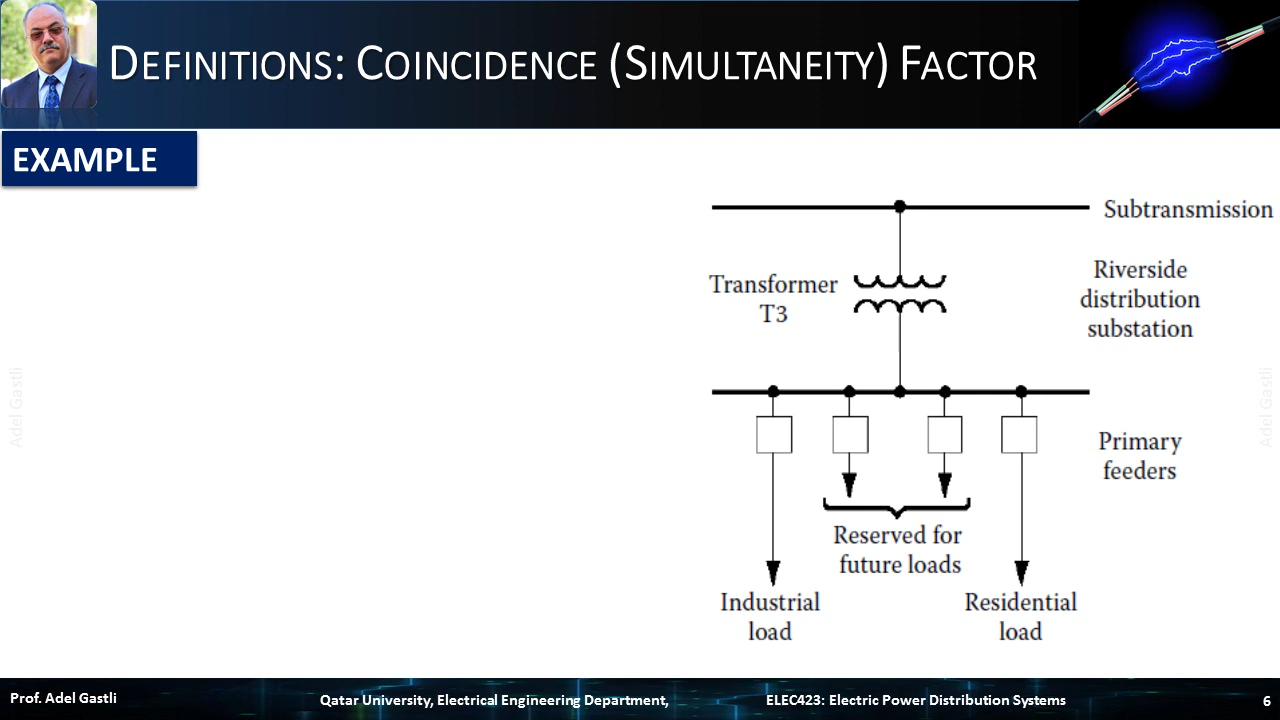 DEFINITIONS: COINCIDENCE (SIMULTANEITY) FACTOR
EXAMPLE
Subtransmission
Transformer
T3
Riverside
distribution
substation
Primary
feeders
Reserved for
future loads
Industrial
load
Residential
load
Adel Gastli
Adel Gastli
Prof. Adel Gastli
Qatar University, Electrical Engineering Department,
ELEC423: Electric Power Distribution Systems
6